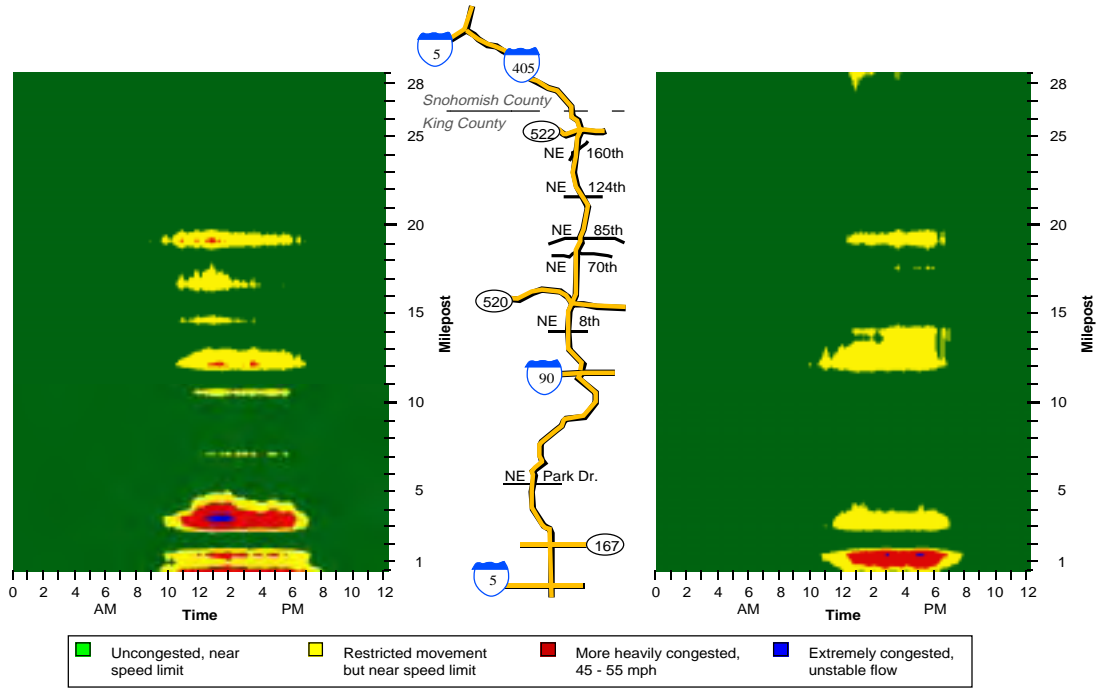 5
405
Snohomish County
King County
522
NE 160th
NE 124th
NE 85th
NE 70th
520
NE 8th
90
NE Park Dr.
167
5
28
25
20
15
10
5
1
Milepost
0 2 4 6 8 10 12 2 4 6 8 10 12
AM PM
Time
28
25
20
15
10
5
1
Milepost
0 2 4 6 8 10 12 2 4 6 8 10 12
AM PM
Time
Uncongested, near
speed limit
Restricted movement
but near speed limit
More heavily congested,
45 - 55 mph
Extremely congested,
unstable flow